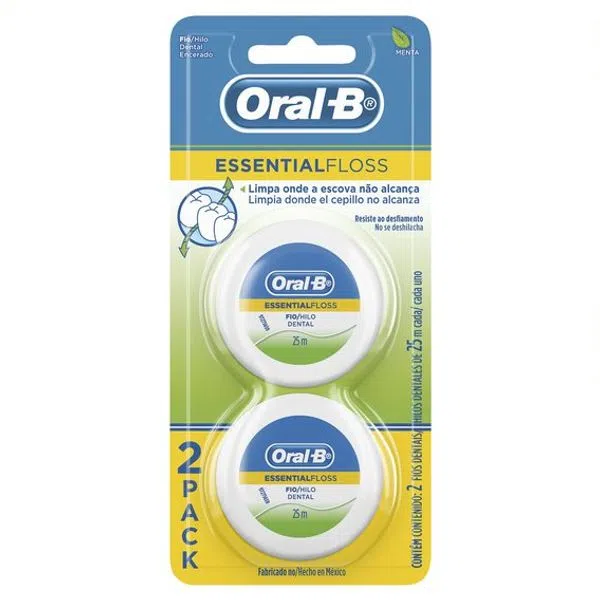 Fio/Hilo
Dental
Encerado
MENTA
Oral-B®
ESSENTIALFLOSS
Limpa onde a escova não alcança
Limpia donde el cepillo no alcanza
Resiste ao desfiamento
No se deshilacha
Oral-B®
ESSENTIALFLOSS
FIO/HILO
DENTAL
25 m
Oral-B®
ESSENTIALFLOSS
FIO/HILO
DENTAL
25 m
2
PACK
CONTÉM/CONTENIDO: 2 FIOS DENTAIS/HILOS DENTALES DE 25 m cada/cada uno
Fabricado no/Hecho en México